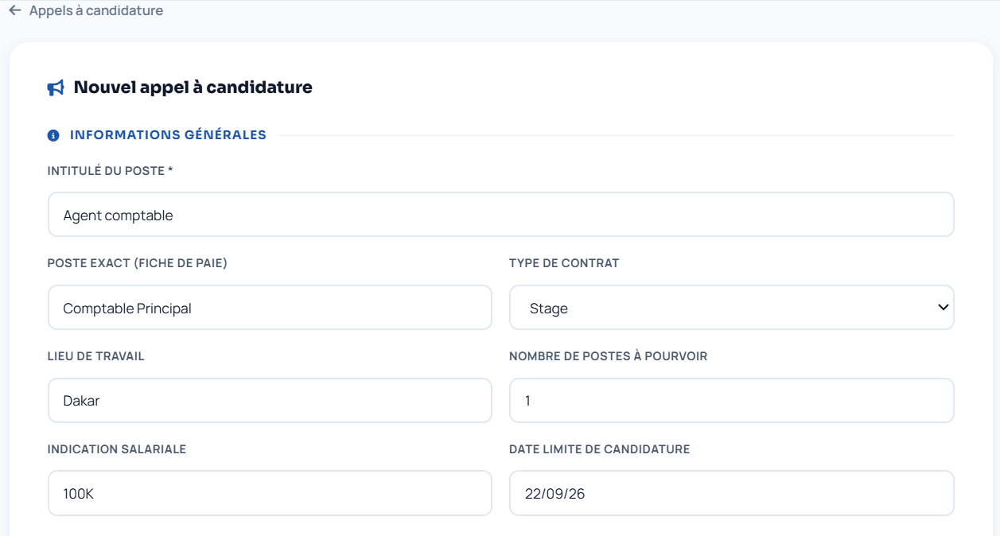 Appels à candidature
Nouvel appel à candidature
INFORMATIONS GÉNÉRALES
INTITULÉ DU POSTE *
Agent comptable
POSTE EXACT (FICHE DE PAIE)
TYPE DE CONTRAT
Comptable Principal
Stage
LIEU DE TRAVAIL
NOMBRE DE POSTES À POURVOIR
Dakar
1
INDICATION SALARIALE
DATE LIMITE DE CANDIDATURE
100K
22/09/26